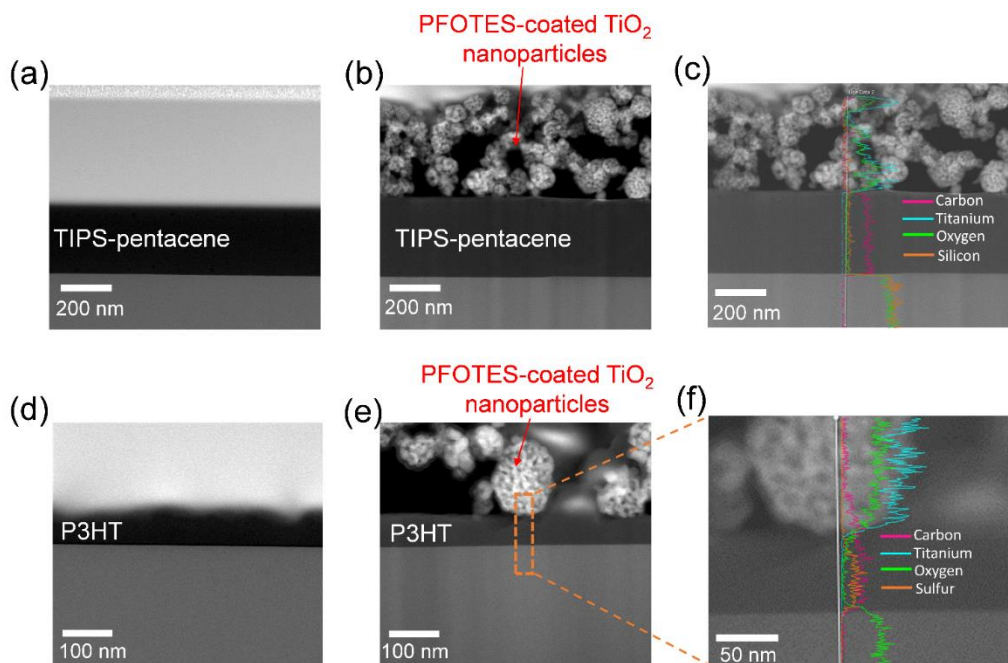 PFOTES-coated TiO₂
nanoparticles
(a)
(b)
(c)
TIPS-pentacene
200 nm
TIPS-pentacene
200 nm
Carbon
Titanium
Oxygen
Silicon
200 nm
PFOTES-coated TiO₂
nanoparticles
(d)
(e)
(f)
P3HT
100 nm
P3HT
100 nm
Carbon
Titanium
Oxygen
Sulfur
50 nm